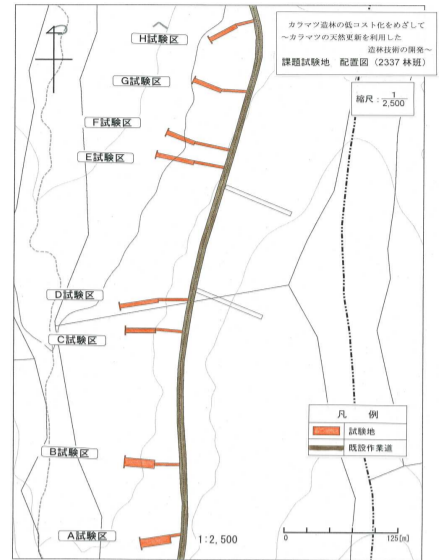 カラマツ造林の低コスト化をめざして
～カラマツの天然更新を利用した
造林技術の開発～
課題試験地 配置図（2337 林班）
縮尺：1/2,500
H試験区
G試験区
F試験区
E試験区
D試験区
C試験区
B試験区
A試験区
凡 例
試験地
既設作業道
1:2,500
0 125[m]